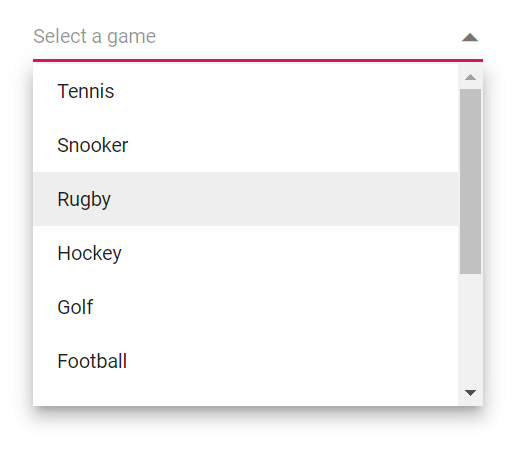 Select a game
Tennis
Snooker
Rugby
Hockey
Golf
Football